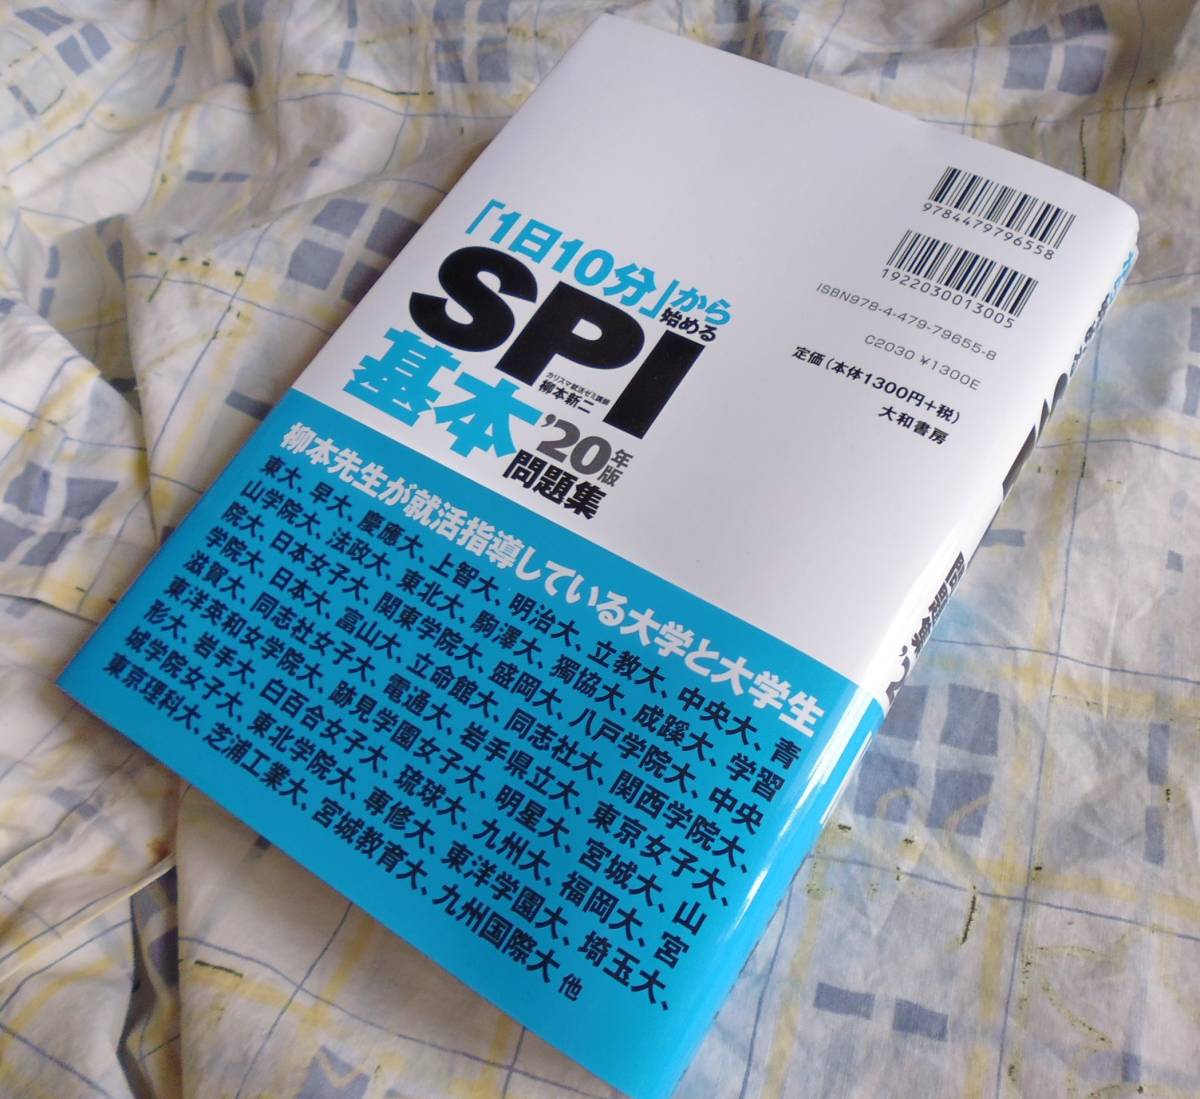 9784479796558
1922030013005
ISBN978-4-479-79655-8
C2030 ¥1300E
定価(本体1300円+税)
大和書房
「1日10分」から始める
SPI
カリスマ就活ゼミ講師
柳本新二
基本'20年版
問題集
柳本先生が就活指導している大学と大学生
東大、早大、慶應大、上智大、明治大、立教大、中央大、青
山学院大、法政大、東北大、駒澤大、獨協大、成蹊大、学習
院大、日本女子大、関東学院大、盛岡大、八戸学院大、中央
学院大、日本大、富山大、立命館大、同志社大、関西学院大、
滋賀大、同志社女子大、電通大、岩手県立大、東京女子大、
東洋英和女学院大、跡見学園女子大、明星大、宮城大、山
形大、岩手大、白百合女子大、琉球大、九州大、福岡大、宮
城学院女子大、東北学院大、専修大、東洋学園大、埼玉大、
東京理科大、芝浦工業大、宮城教育大、九州国際大 他